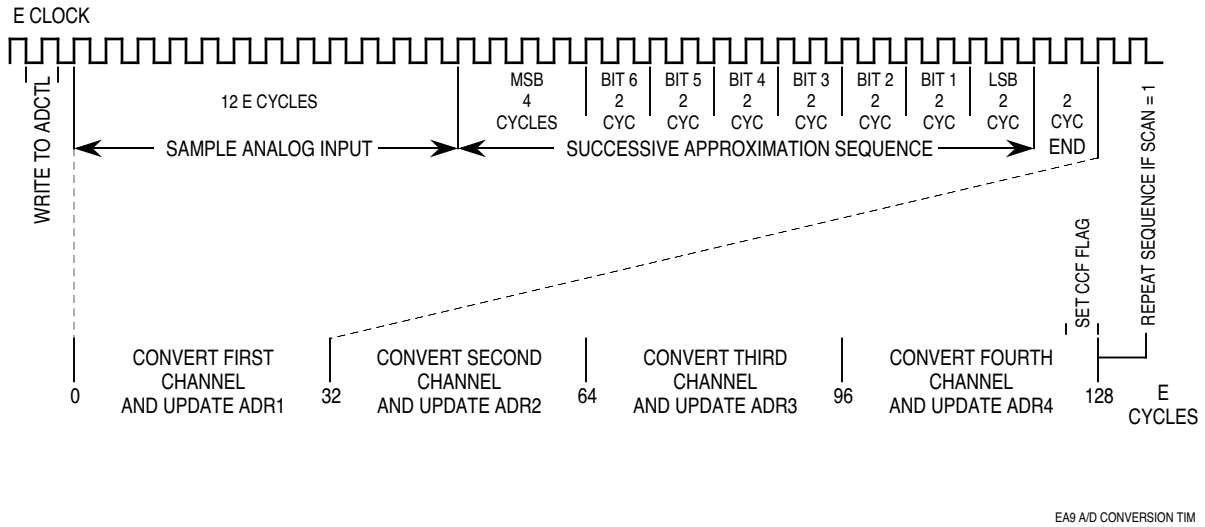 E CLOCK
WRITE TO ADCTL
12 E CYCLES
SAMPLE ANALOG INPUT
MSB
4
CYCLES
BIT 6
2
CYC
BIT 5
2
CYC
BIT 4
2
CYC
BIT 3
2
CYC
BIT 2
2
CYC
BIT 1
2
CYC
LSB
2
CYC
2
CYC
END
SUCCESSIVE APPROXIMATION SEQUENCE
SET CCF FLAG
REPEAT SEQUENCE IF SCAN = 1
0
CONVERT FIRST
CHANNEL
AND UPDATE ADR1
32
CONVERT SECOND
CHANNEL
AND UPDATE ADR2
64
CONVERT THIRD
CHANNEL
AND UPDATE ADR3
96
CONVERT FOURTH
CHANNEL
AND UPDATE ADR4
128
E
CYCLES
EA9 A/D CONVERSION TIM